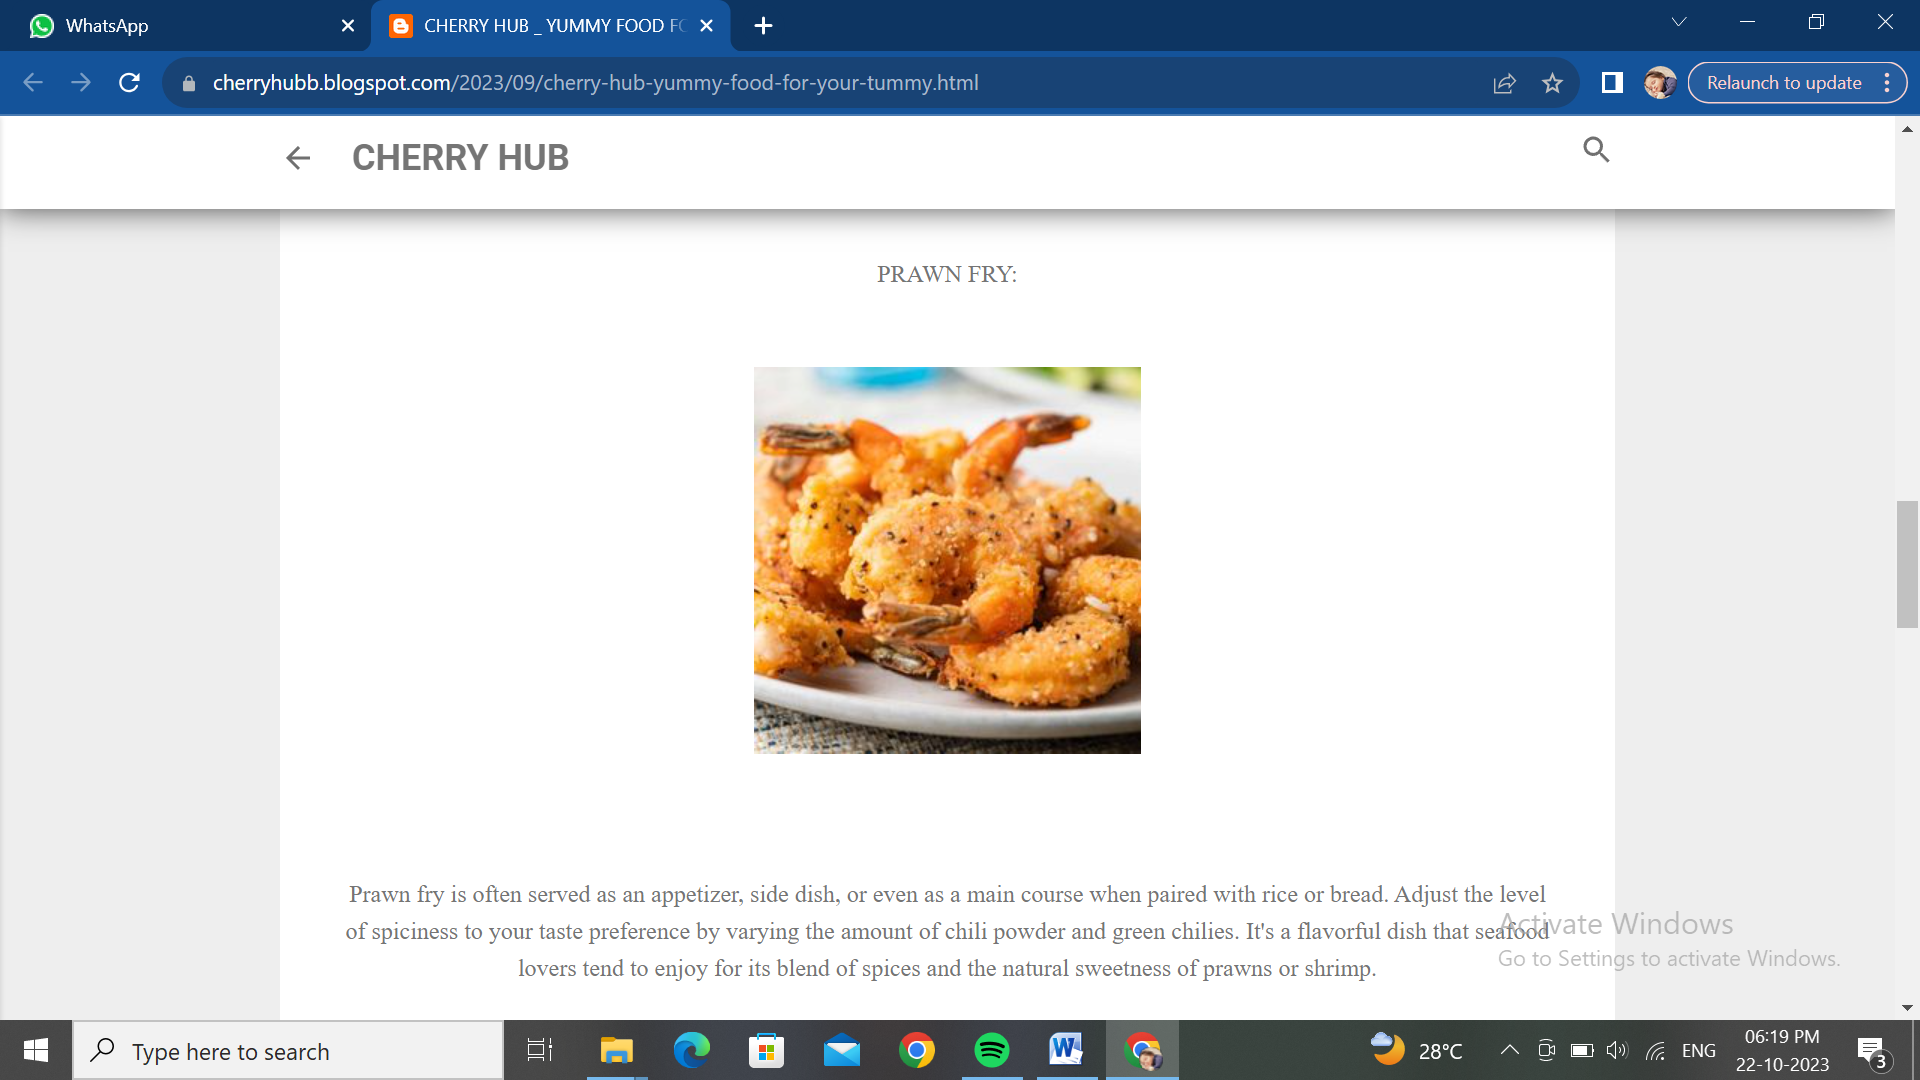 WhatsApp
CHERRY HUB _ YUMMY FOOD FO
cherryhubb.blogspot.com/2023/09/cherry-hub-yummy-food-for-your-tummy.html
Relaunch to update
CHERRY HUB
PRAWN FRY:
Prawn fry is often served as an appetizer, side dish, or even as a main course when paired with rice or bread. Adjust the level
of spiciness to your taste preference by varying the amount of chili powder and green chilies. It's a flavorful dish that seafood
lovers tend to enjoy for its blend of spices and the natural sweetness of prawns or shrimp.
Activate Windows
Go to Settings to activate Windows.
Type here to search
28°C
ENG
06:19 PM
22-10-2023
3